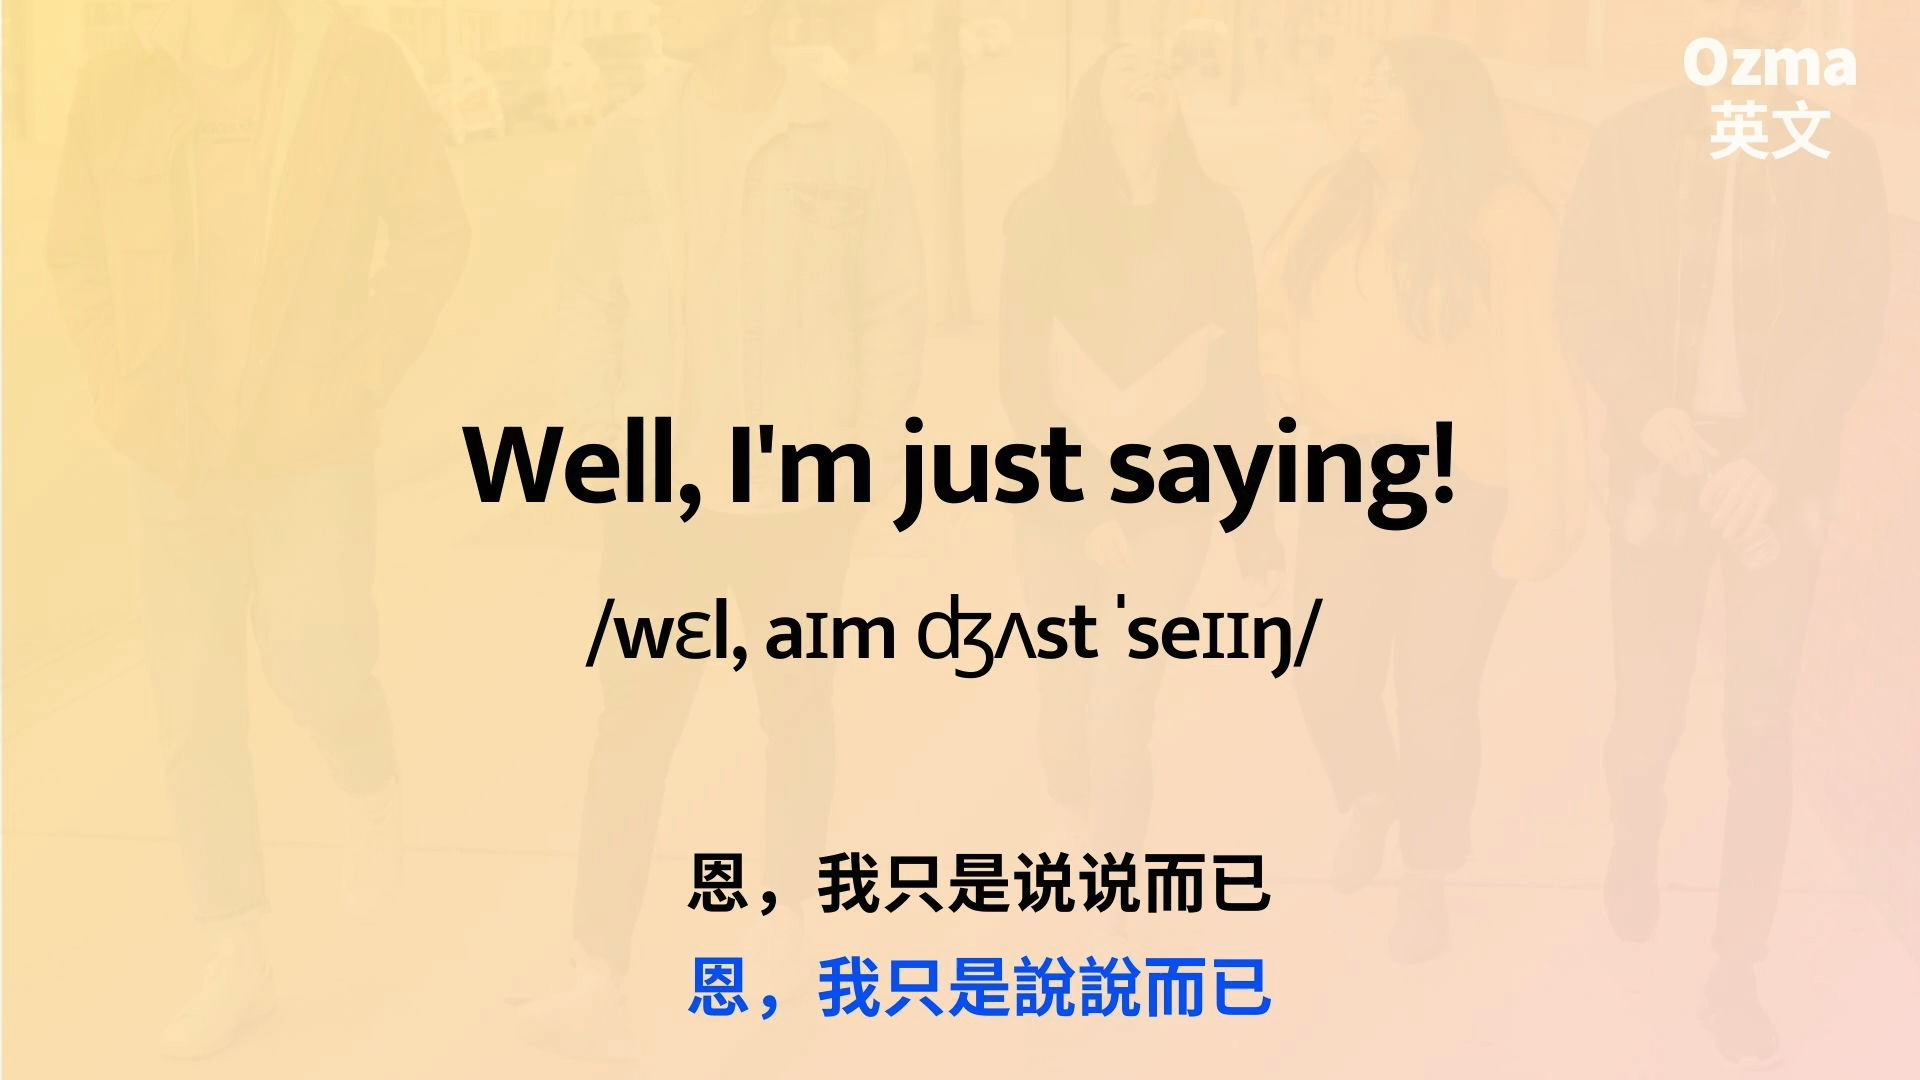 Ozma
英文
Well, I'm just saying!
/wɛl, aɪm ʤʌst ˈseɪɪŋ/
恩，我只是说说而已
恩，我只是說說而已